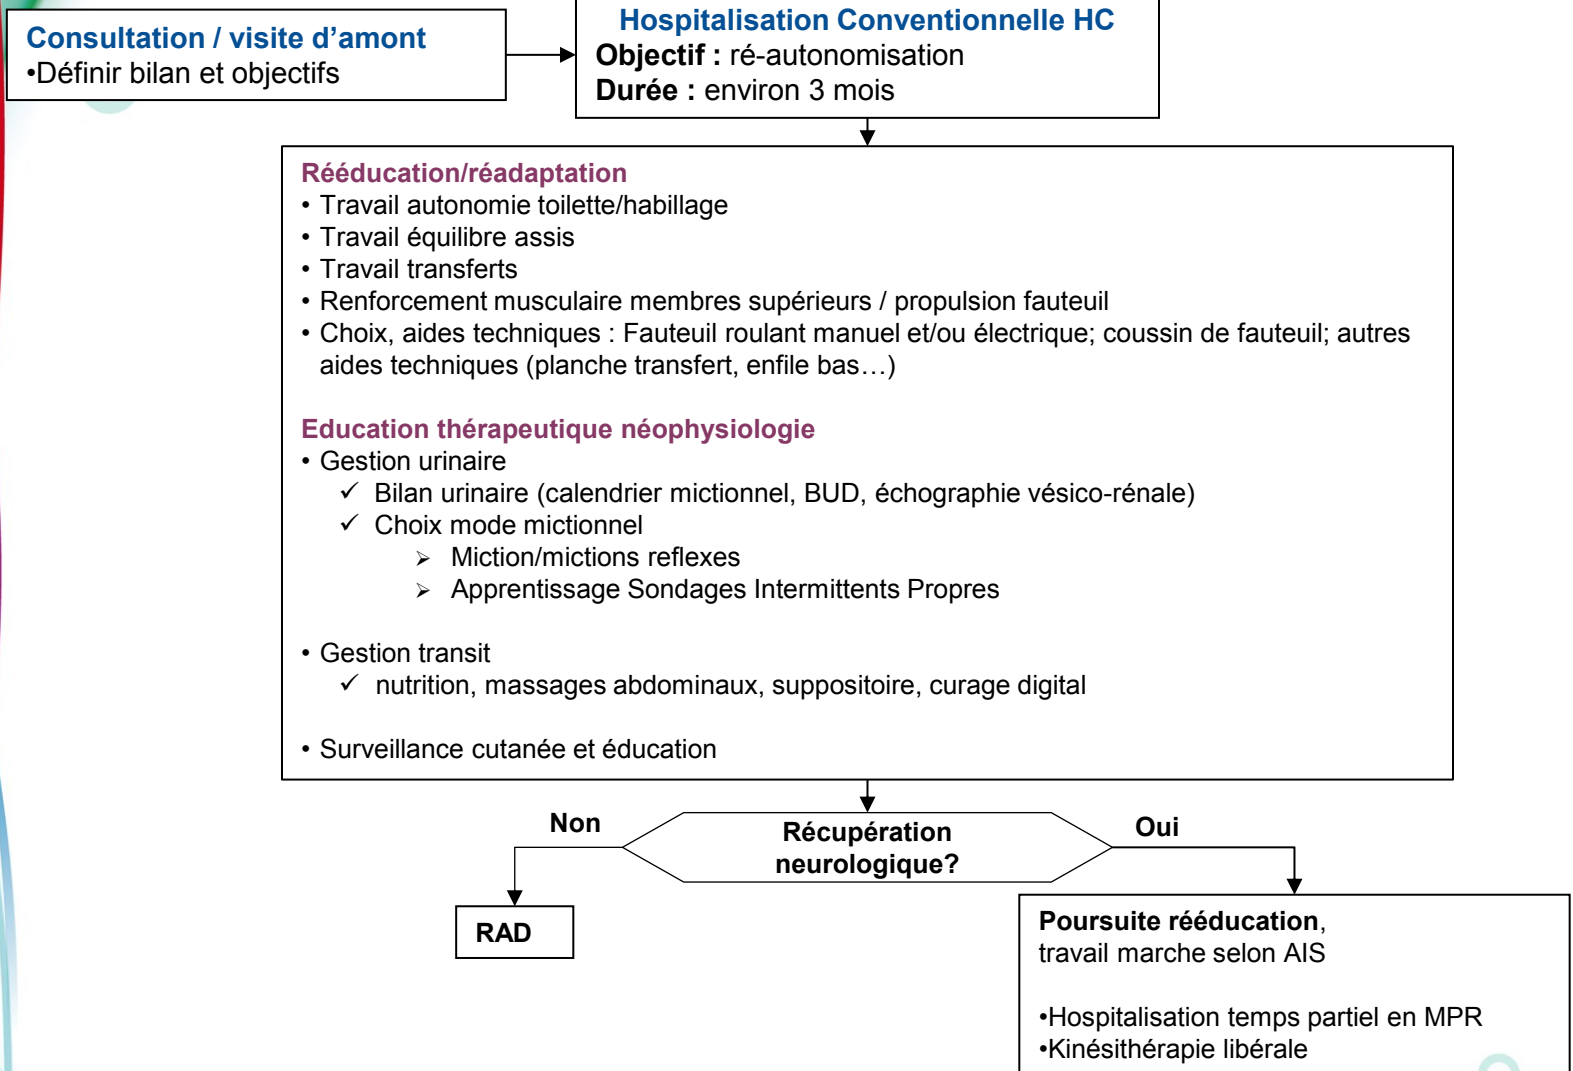 Consultation / visite d’amont
•Définir bilan et objectifs
Hospitalisation Conventionnelle HC
Objectif : ré-autonomisation
Durée : environ 3 mois
Rééducation/réadaptation
• Travail autonomie toilette/habillage
• Travail équilibre assis
• Travail transferts
• Renforcement musculaire membres supérieurs / propulsion fauteuil
• Choix, aides techniques : Fauteuil roulant manuel et/ou électrique; coussin de fauteuil; autres
aides techniques (planche transfert, enfile bas…)
Education thérapeutique néophysiologie
• Gestion urinaire
✓ Bilan urinaire (calendrier mictionnel, BUD, échographie vésico-rénale)
✓ Choix mode mictionnel
➢ Miction/mictions reflexes
➢ Apprentissage Sondages Intermittents Propres
• Gestion transit
✓ nutrition, massages abdominaux, suppositoire, curage digital
• Surveillance cutanée et éducation
Récupération
neurologique?
Non
Oui
RAD
Poursuite rééducation,
travail marche selon AIS
•Hospitalisation temps partiel en MPR
•Kinésithérapie libérale